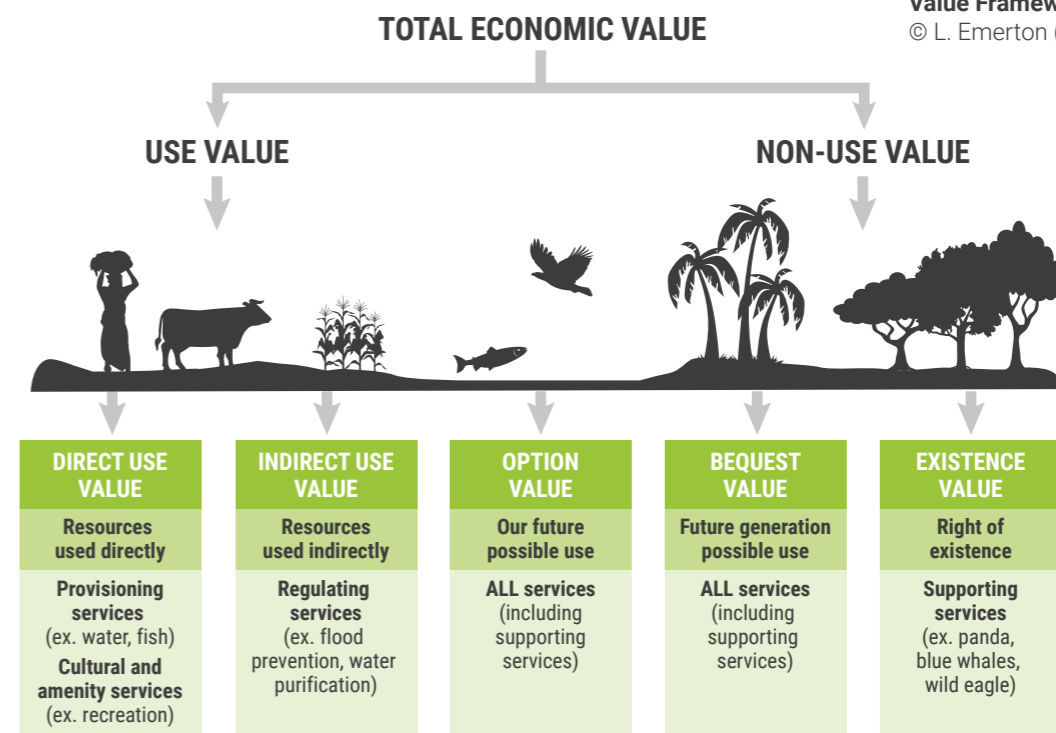 Value Framew
© L. Emerton (
TOTAL ECONOMIC VALUE
USE VALUE
NON-USE VALUE
DIRECT USE
VALUE
Resources
used directly
Provisioning
services
(ex. water, fish)
Cultural and
amenity services
(ex. recreation)
INDIRECT USE
VALUE
Resources
used indirectly
Regulating
services
(ex. flood
prevention, water
purification)
OPTION
VALUE
Our future
possible use
ALL services
(including
supporting
services)
BEQUEST
VALUE
Future generation
possible use
ALL services
(including
supporting
services)
EXISTENCE
VALUE
Right of
existence
Supporting
services
(ex. panda,
blue whales,
wild eagle)